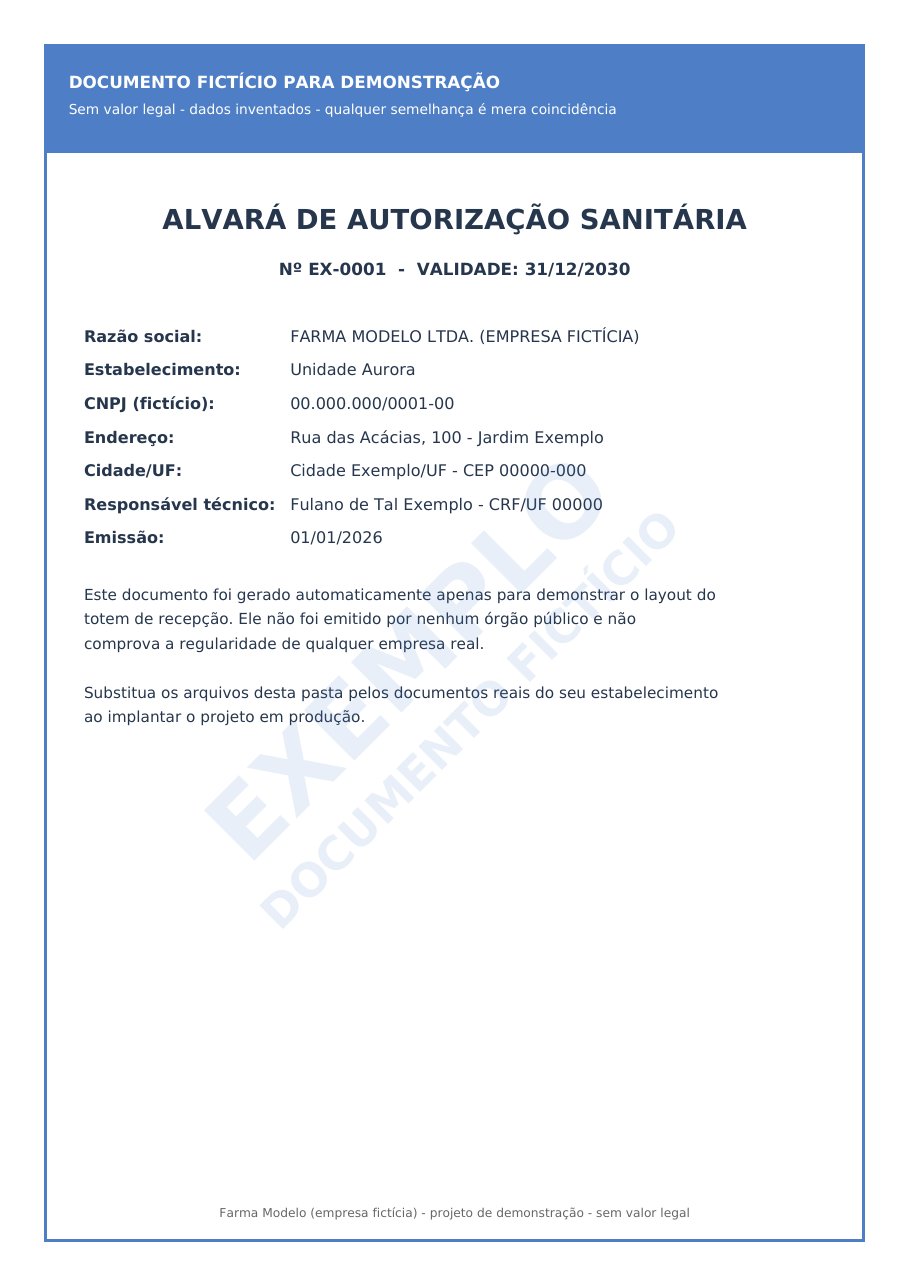 DOCUMENTO FICTÍCIO PARA DEMONSTRAÇÃO
Sem valor legal - dados inventados - qualquer semelhança é mera coincidência
ALVARÁ DE AUTORIZAÇÃO SANITÁRIA
Nº EX-0001 - VALIDADE: 31/12/2030
Razão social: FARMA MODELO LTDA. (EMPRESA FICTÍCIA)
Estabelecimento: Unidade Aurora
CNPJ (fictício): 00.000.000/0001-00
Endereço: Rua das Acácias, 100 - Jardim Exemplo
Cidade/UF: Cidade Exemplo/UF - CEP 00000-000
Responsável técnico: Fulano de Tal Exemplo - CRF/UF 00000
Emissão: 01/01/2026
Este documento foi gerado automaticamente apenas para demonstrar o layout do
totem de recepção. Ele não foi emitido por nenhum órgão público e não
comprova a regularidade de qualquer empresa real.
Substitua os arquivos desta pasta pelos documentos reais do seu estabelecimento
ao implantar o projeto em produção.
EXEMPLO
DOCUMENTO FICTÍCIO
Farma Modelo (empresa fictícia) - projeto de demonstração - sem valor legal